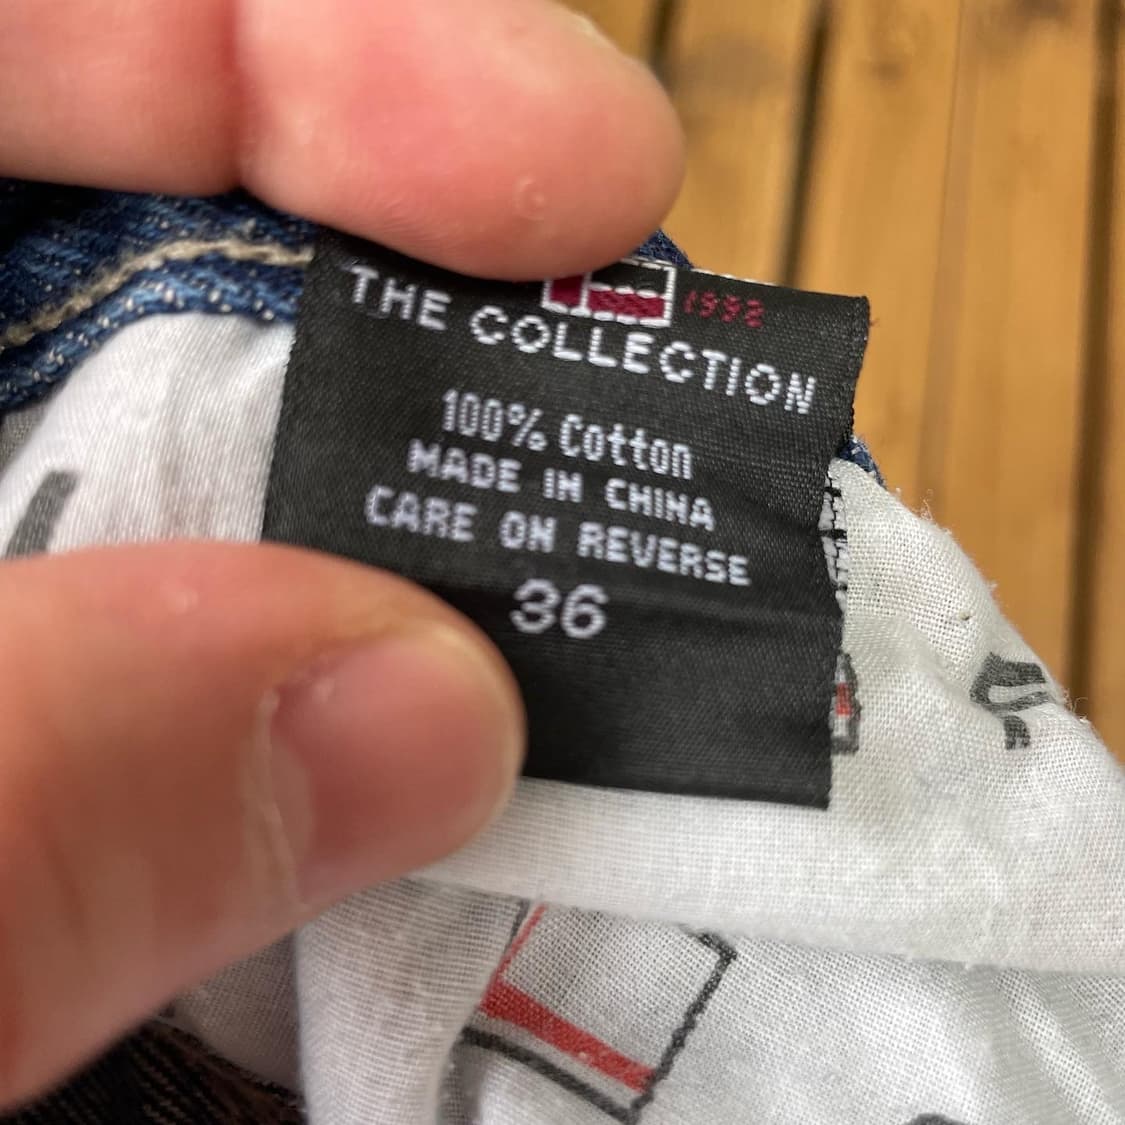 1992
THE COLLECTION
100% Cotton
MADE IN CHINA
CARE ON REVERSE
36